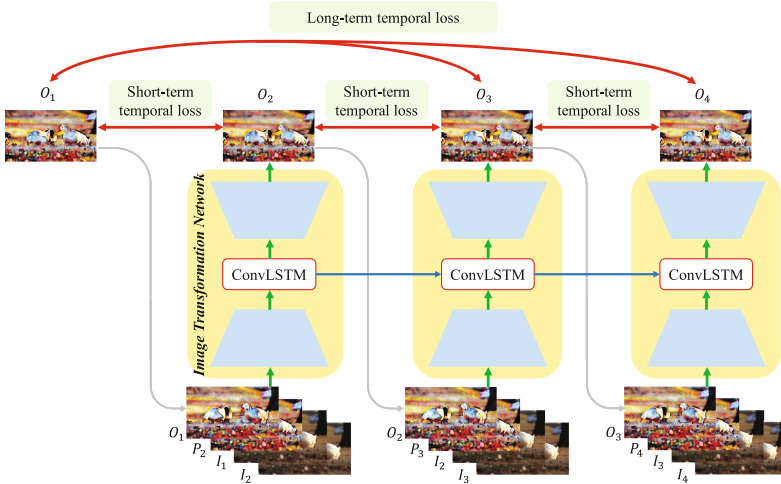 Long-term temporal loss
O₁
Short-term
temporal loss
O₂
Short-term
temporal loss
O₃
Short-term
temporal loss
O₄
Image Transformation Network
ConvLSTM
ConvLSTM
ConvLSTM
O₁
P₂
I₁
I₂
O₂
P₃
I₂
I₃
O₃
P₄
I₃
I₄